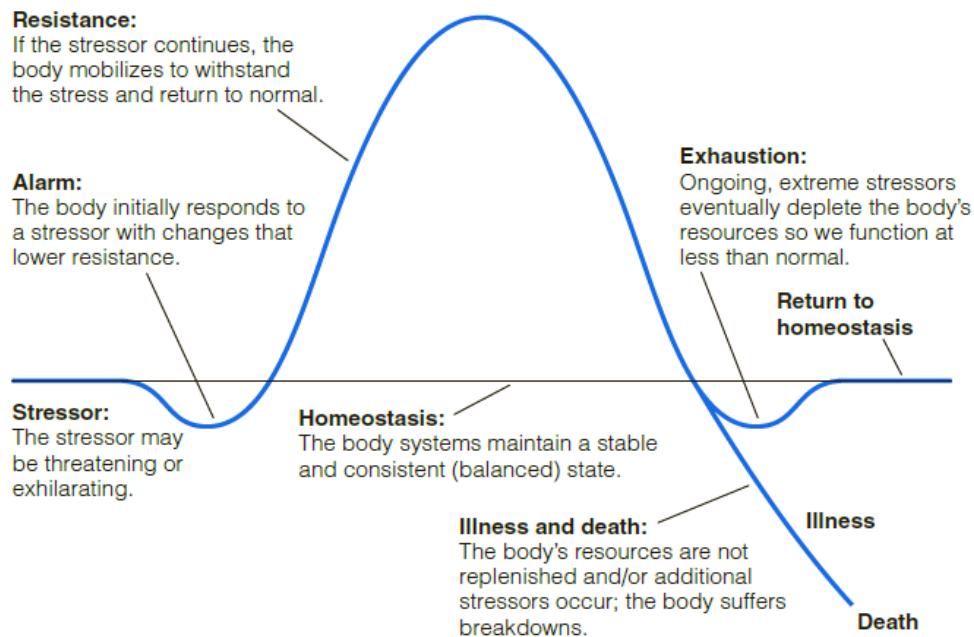 Resistance:
If the stressor continues, the
body mobilizes to withstand
the stress and return to normal.
Alarm:
The body initially responds to
a stressor with changes that
lower resistance.
Exhaustion:
Ongoing, extreme stressors
eventually deplete the body's
resources so we function at
less than normal.
Return to
homeostasis
Stressor:
The stressor may
be threatening or
exhilarating.
Homeostasis:
The body systems maintain a stable
and consistent (balanced) state.
Illness and death:
The body's resources are not
replenished and/or additional
stressors occur; the body suffers
breakdowns.
Illness
Death